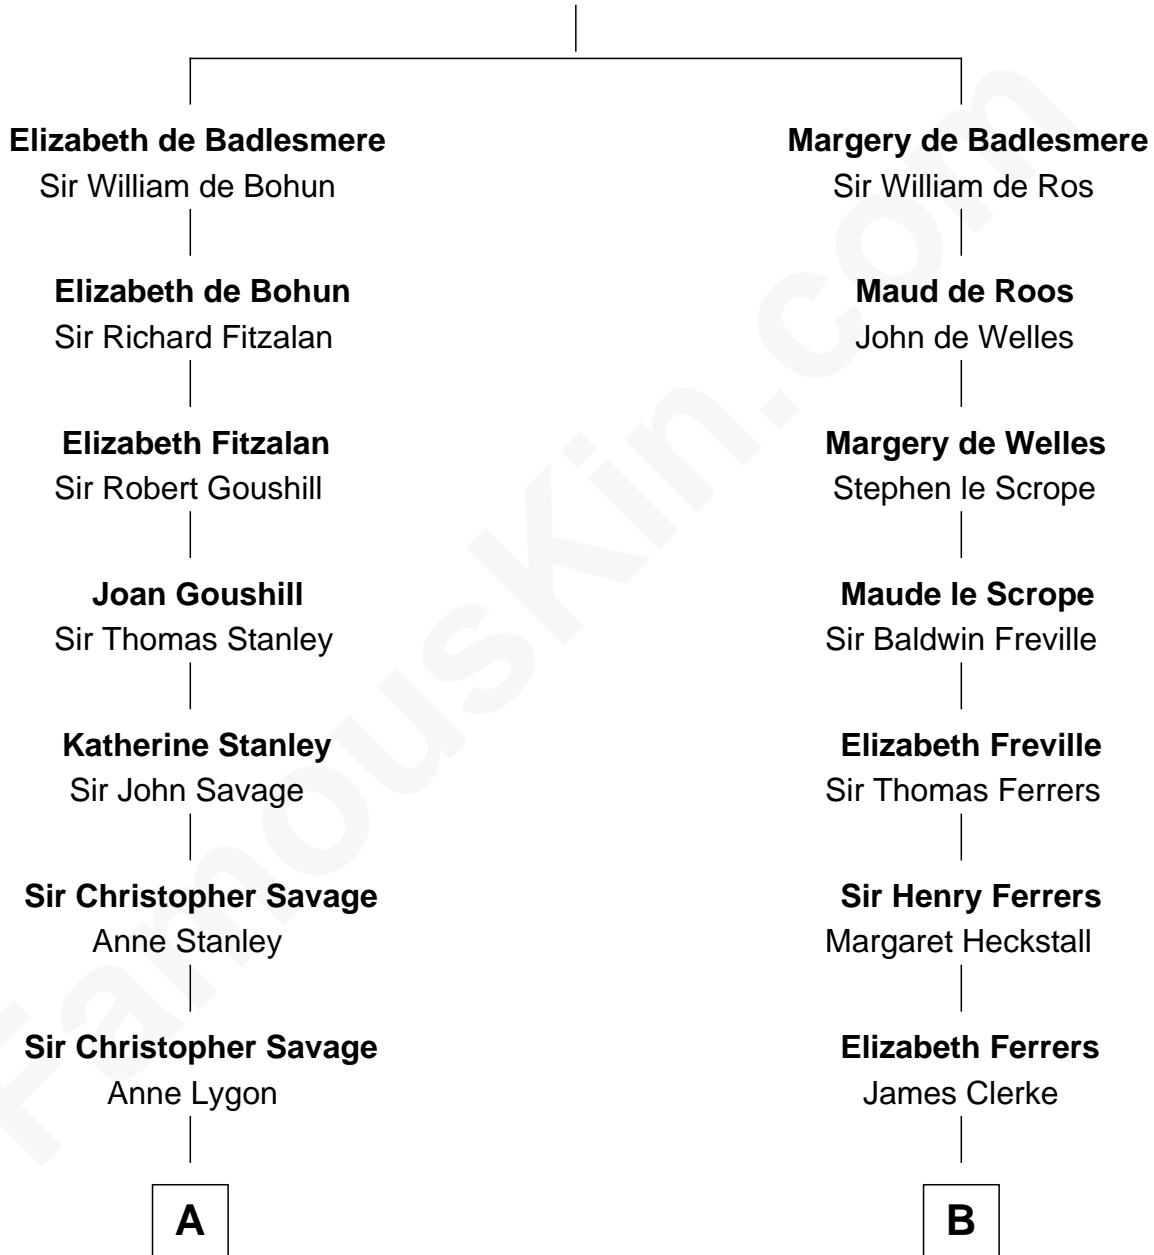 Elizabeth de Badlesmere
Sir William de Bohun
Elizabeth de Bohun
Sir Richard Fitzalan
Elizabeth Fitzalan
Sir Robert Goushill
Joan Goushill
Sir Thomas Stanley
Katherine Stanley
Sir John Savage
Sir Christopher Savage
Anne Stanley
Sir Christopher Savage
Anne Lygon
A
Margery de Badlesmere
Sir William de Ros
Maud de Roos
John de Welles
Margery de Welles
Stephen le Scrope
Maude le Scrope
Sir Baldwin Freville
Elizabeth Freville
Sir Thomas Ferrers
Sir Henry Ferrers
Margaret Heckstall
Elizabeth Ferrers
James Clerke
B
FamousKin.com